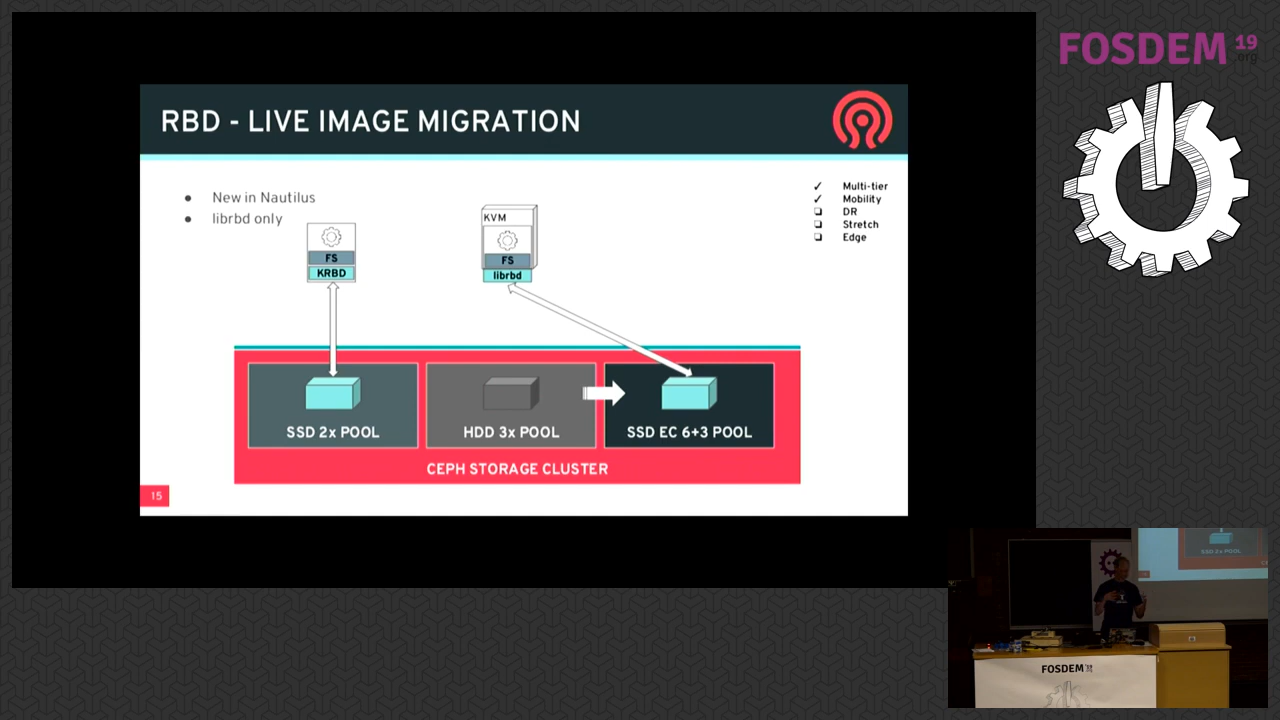 FOSDEM 19
.org
RBD - LIVE IMAGE MIGRATION
● New in Nautilus
● librbd only
✓ Multi-tier
✓ Mobility
❏ DR
❏ Stretch
❏ Edge
FS
KRBD
KVM
FS
librbd
SSD 2x POOL
HDD 3x POOL
SSD EC 6+3 POOL
CEPH STORAGE CLUSTER
15
SSD 2x POOL
FOSDEM 19